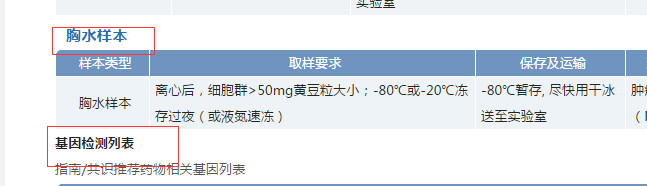 实验室
胸水样本
样本类型 取样要求 保存及运输
胸水样本 离心后，细胞群>50mg黄豆粒大小；-80℃或-20℃冻 -80℃暂存, 尽快用干冰
存过夜（或液氮速冻） 送至实验室
基因检测列表
指南/共识推荐药物相关基因列表